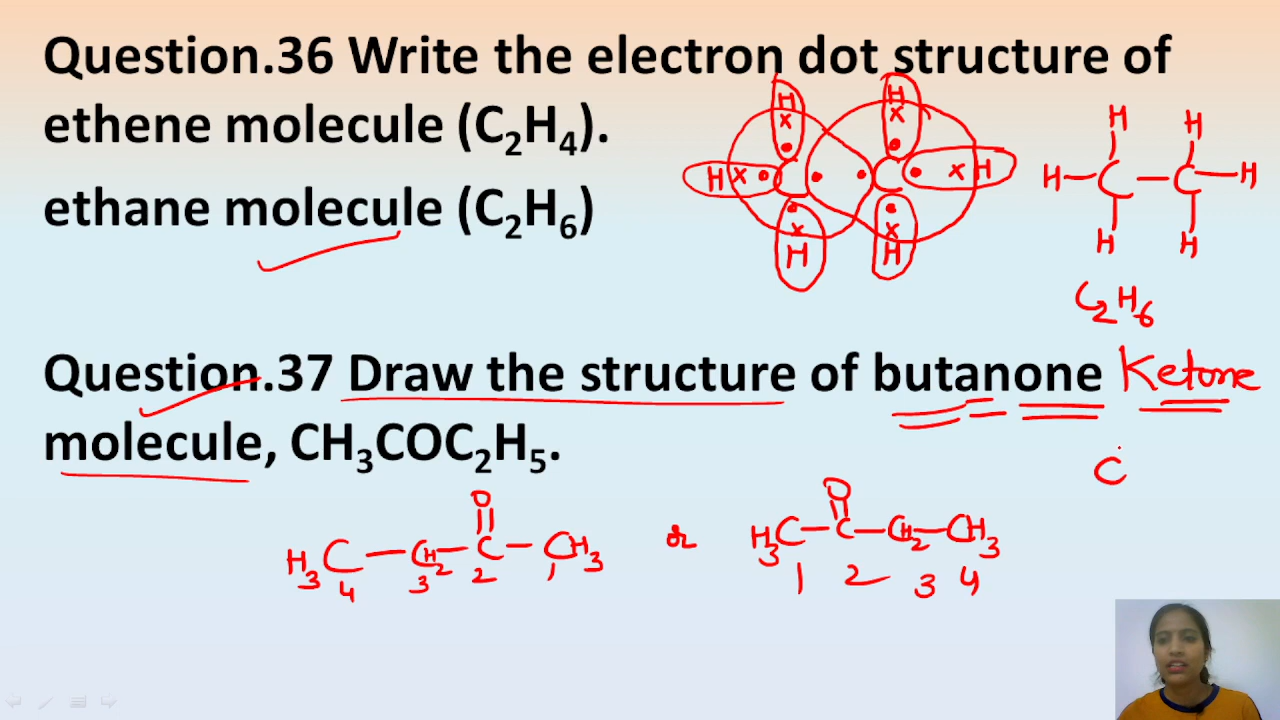 Question.36 Write the electron dot structure of
ethene molecule (C₂H₄).
ethane molecule (C₂H₆)
H H
x x
H x • C • • C • x H
x x
H H
H H
H—C—C—H
H H
C₂H₆
Question.37 Draw the structure of butanone Ketone
molecule, CH₃COC₂H₅.
C
O
||
H₃C—CH₂—C—CH₃
4 3 2 1
or
O
||
H₃C—C—CH₂—CH₃
1 2 3 4